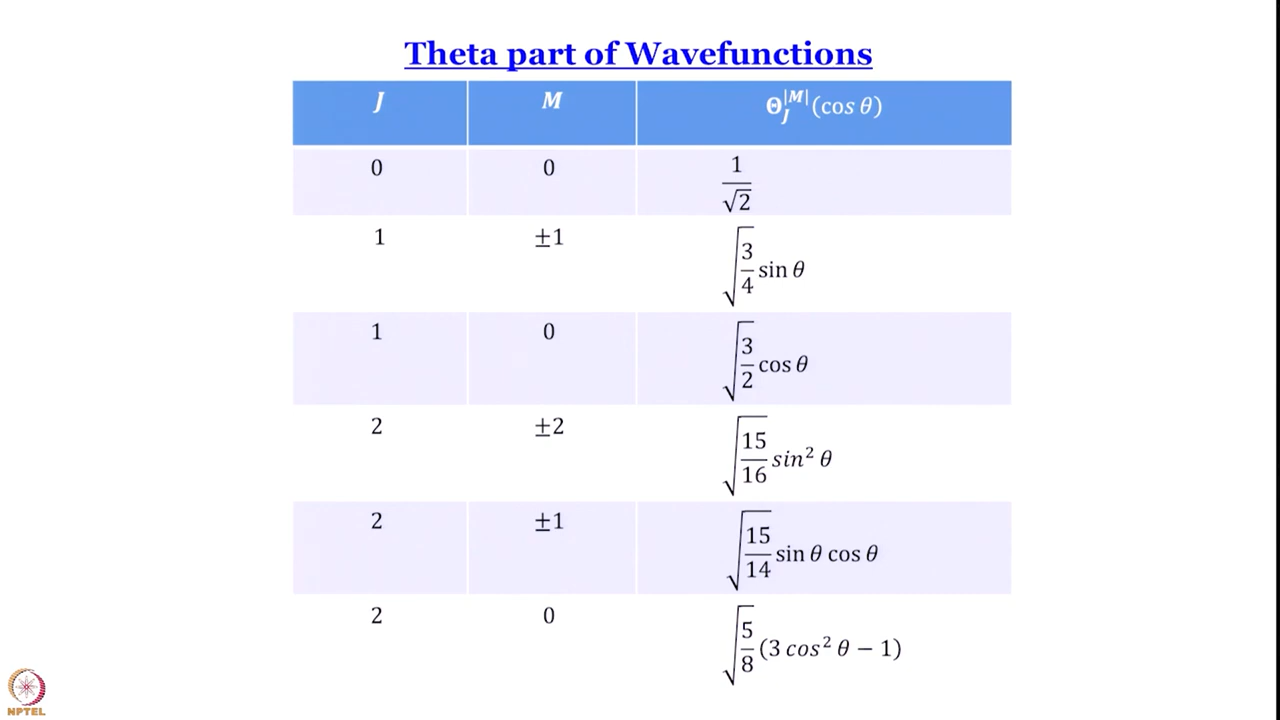 Theta part of Wavefunctions
J M Θ_J^{|M|}(cos θ)
0 0 1/√2
1 ±1 √(3/4) sin θ
1 0 √(3/2) cos θ
2 ±2 √(15/16) sin² θ
2 ±1 √(15/14) sin θ cos θ
2 0 √(5/8) (3 cos² θ − 1)
NPTEL